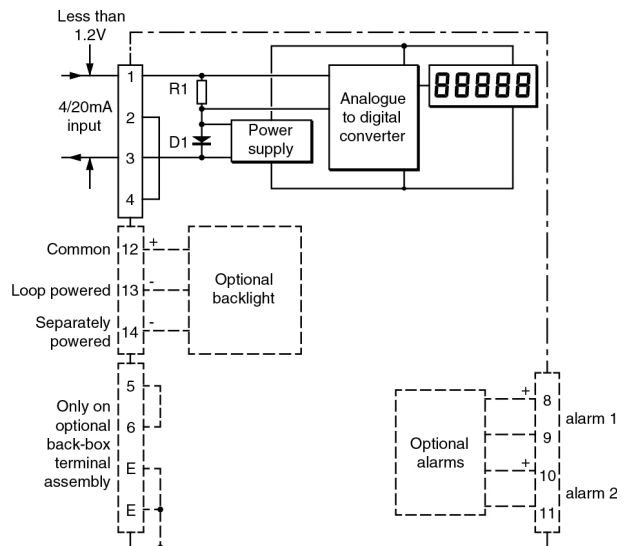 Less than
1.2V
4/20mA
input
1
2
3
4
R1
D1
Power
supply
Analogue
to digital
converter
88888
Common
Loop powered
Separately
powered
12
13
14
+
-
-
Optional
backlight
Only on
optional
back-box
terminal
assembly
5
6
E
E
Optional
alarms
+
+
8
9
10
11
alarm 1
alarm 2